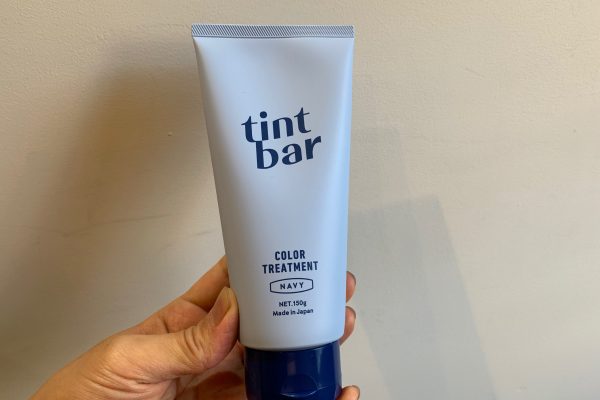 tint
bar
COLOR
TREATMENT
NAVY
NET.150g
Made in Japan